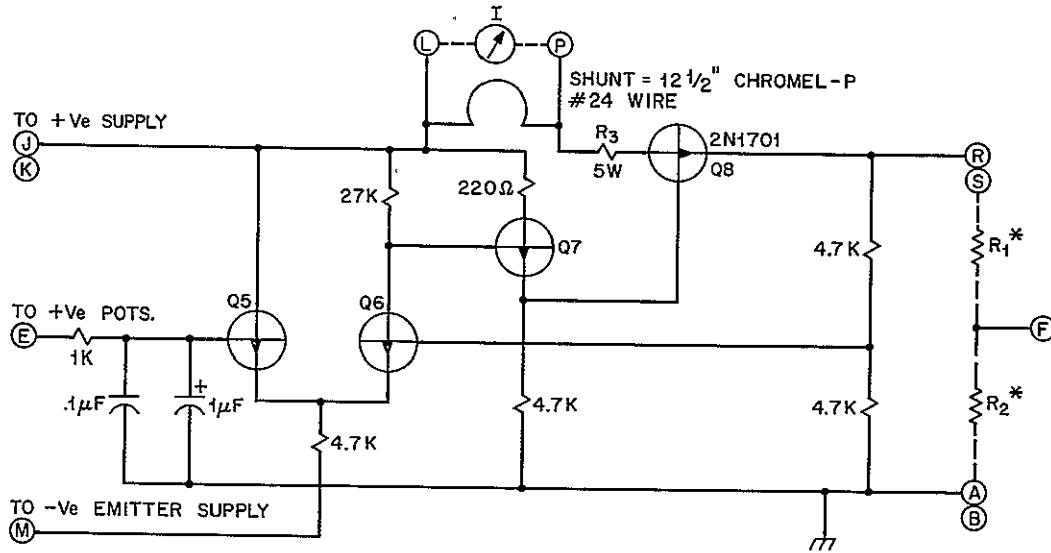 I
L
P
SHUNT = 12 1/2" CHROMEL-P
#24 WIRE
TO +Ve SUPPLY
J
K
R3
5W
2N1701
Q8
R
S
27K
220Ω
Q7
4.7K
R1*
TO +Ve POTS.
E
1K
Q5
Q6
F
.1µF
+
1µF
4.7K
4.7K
4.7K
R2*
TO -Ve EMITTER SUPPLY
M
A
B